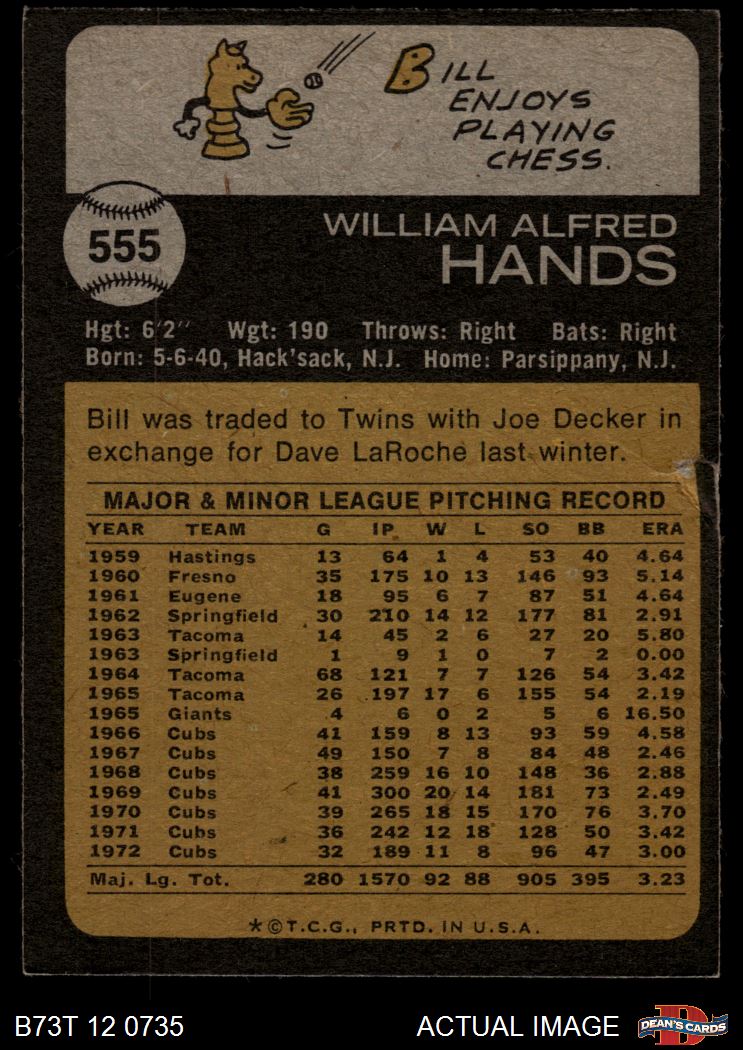 BILL
ENJOYS
PLAYING
CHESS.
555
WILLIAM ALFRED
HANDS
Hgt: 6'2" Wgt: 190 Throws: Right Bats: Right
Born: 5-6-40, Hack'sack, N.J. Home: Parsippany, N.J.
Bill was traded to Twins with Joe Decker in
exchange for Dave LaRoche last winter.
MAJOR & MINOR LEAGUE PITCHING RECORD
YEAR TEAM G IP W L SO BB ERA
1959 Hastings 13 64 1 4 53 40 4.64
1960 Fresno 35 175 10 13 146 93 5.14
1961 Eugene 18 95 6 7 87 51 4.64
1962 Springfield 30 210 14 12 177 81 2.91
1963 Tacoma 14 45 2 6 27 20 5.80
1963 Springfield 1 9 1 0 7 2 0.00
1964 Tacoma 68 121 7 7 126 54 3.42
1965 Tacoma 26 197 17 6 155 54 2.19
1965 Giants 4 6 0 2 5 6 16.50
1966 Cubs 41 159 8 13 93 59 4.58
1967 Cubs 49 150 7 8 84 48 2.46
1968 Cubs 38 259 16 10 148 36 2.88
1969 Cubs 41 300 20 14 181 73 2.49
1970 Cubs 39 265 18 15 170 76 3.70
1971 Cubs 36 242 12 18 128 50 3.42
1972 Cubs 32 189 11 8 96 47 3.00
Maj. Lg. Tot. 280 1570 92 88 905 395 3.23
*©T.C.G., PRTD. IN U.S.A.
B73T 12 0735 ACTUAL IMAGE DEAN'S CARDS